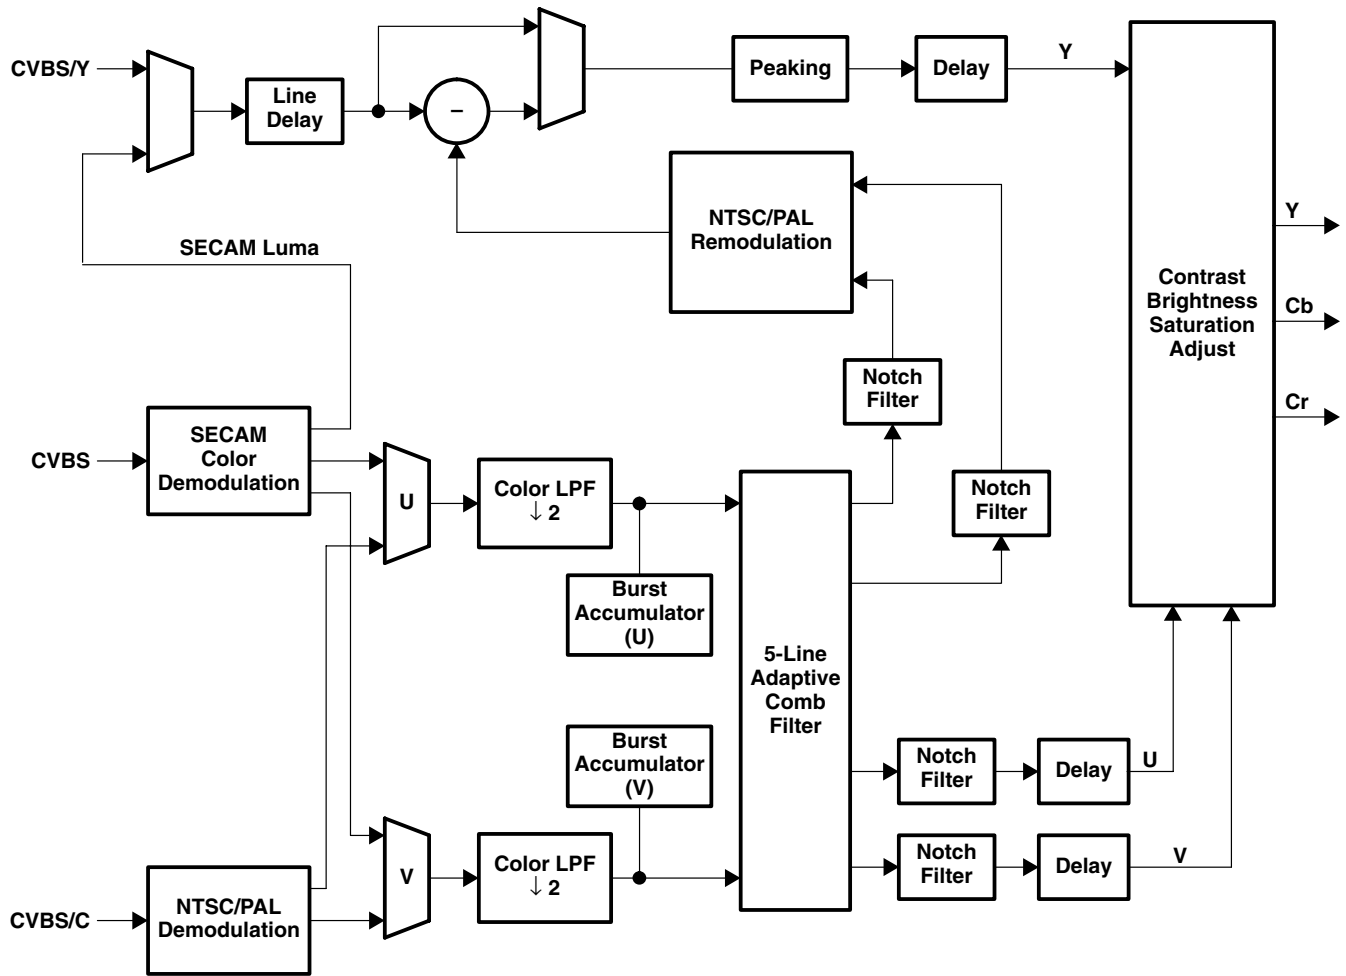 CVBS/Y
Line
Delay
–
Peaking
Delay
Y
NTSC/PAL
Remodulation
SECAM Luma
Contrast
Brightness
Saturation
Adjust
Y
Cb
Cr
Notch
Filter
CVBS
SECAM
Color
Demodulation
U
Color LPF
↓ 2
Notch
Filter
Burst
Accumulator
(U)
5-Line
Adaptive
Comb
Filter
Burst
Accumulator
(V)
Notch
Filter
Delay
U
CVBS/C
NTSC/PAL
Demodulation
V
Color LPF
↓ 2
Notch
Filter
Delay
V